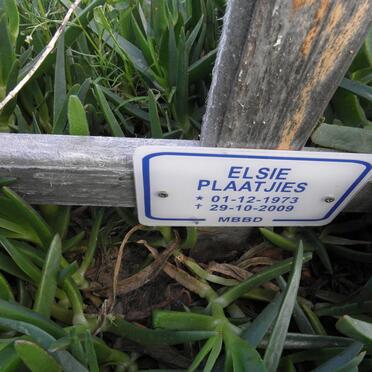 ELSIE
PLAATJIES
* 01-12-1973
✝ 29-10-2009
MBBD